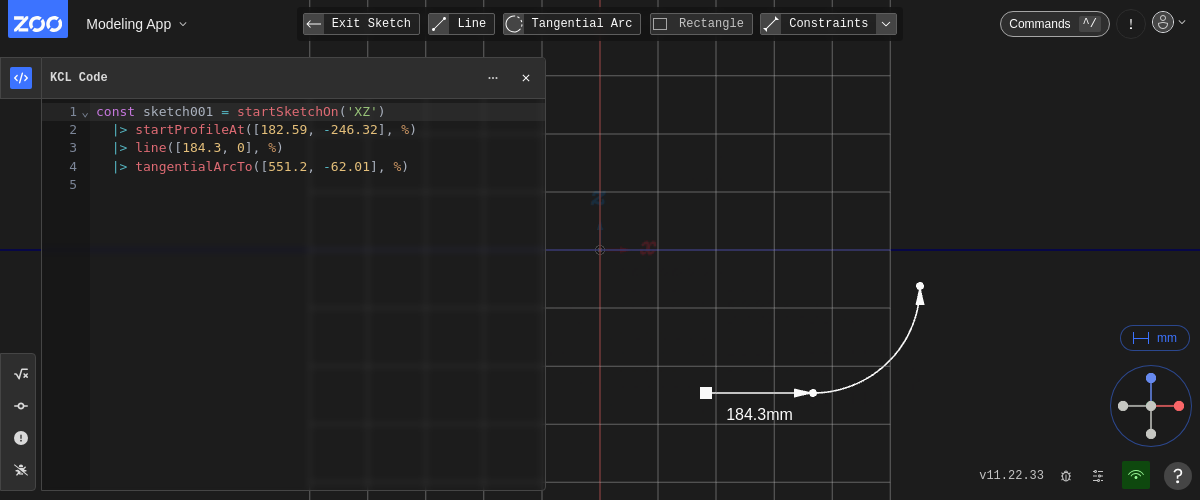 ZOO
Modeling App
Exit Sketch
Line
Tangential Arc
Rectangle
Constraints
Commands ^/
!
KCL Code
1 const sketch001 = startSketchOn('XZ')
2 |> startProfileAt([182.59, -246.32], %)
3 |> line([184.3, 0], %)
4 |> tangentialArcTo([551.2, -62.01], %)
5
z
x
mm
184.3mm
v11.22.33
?